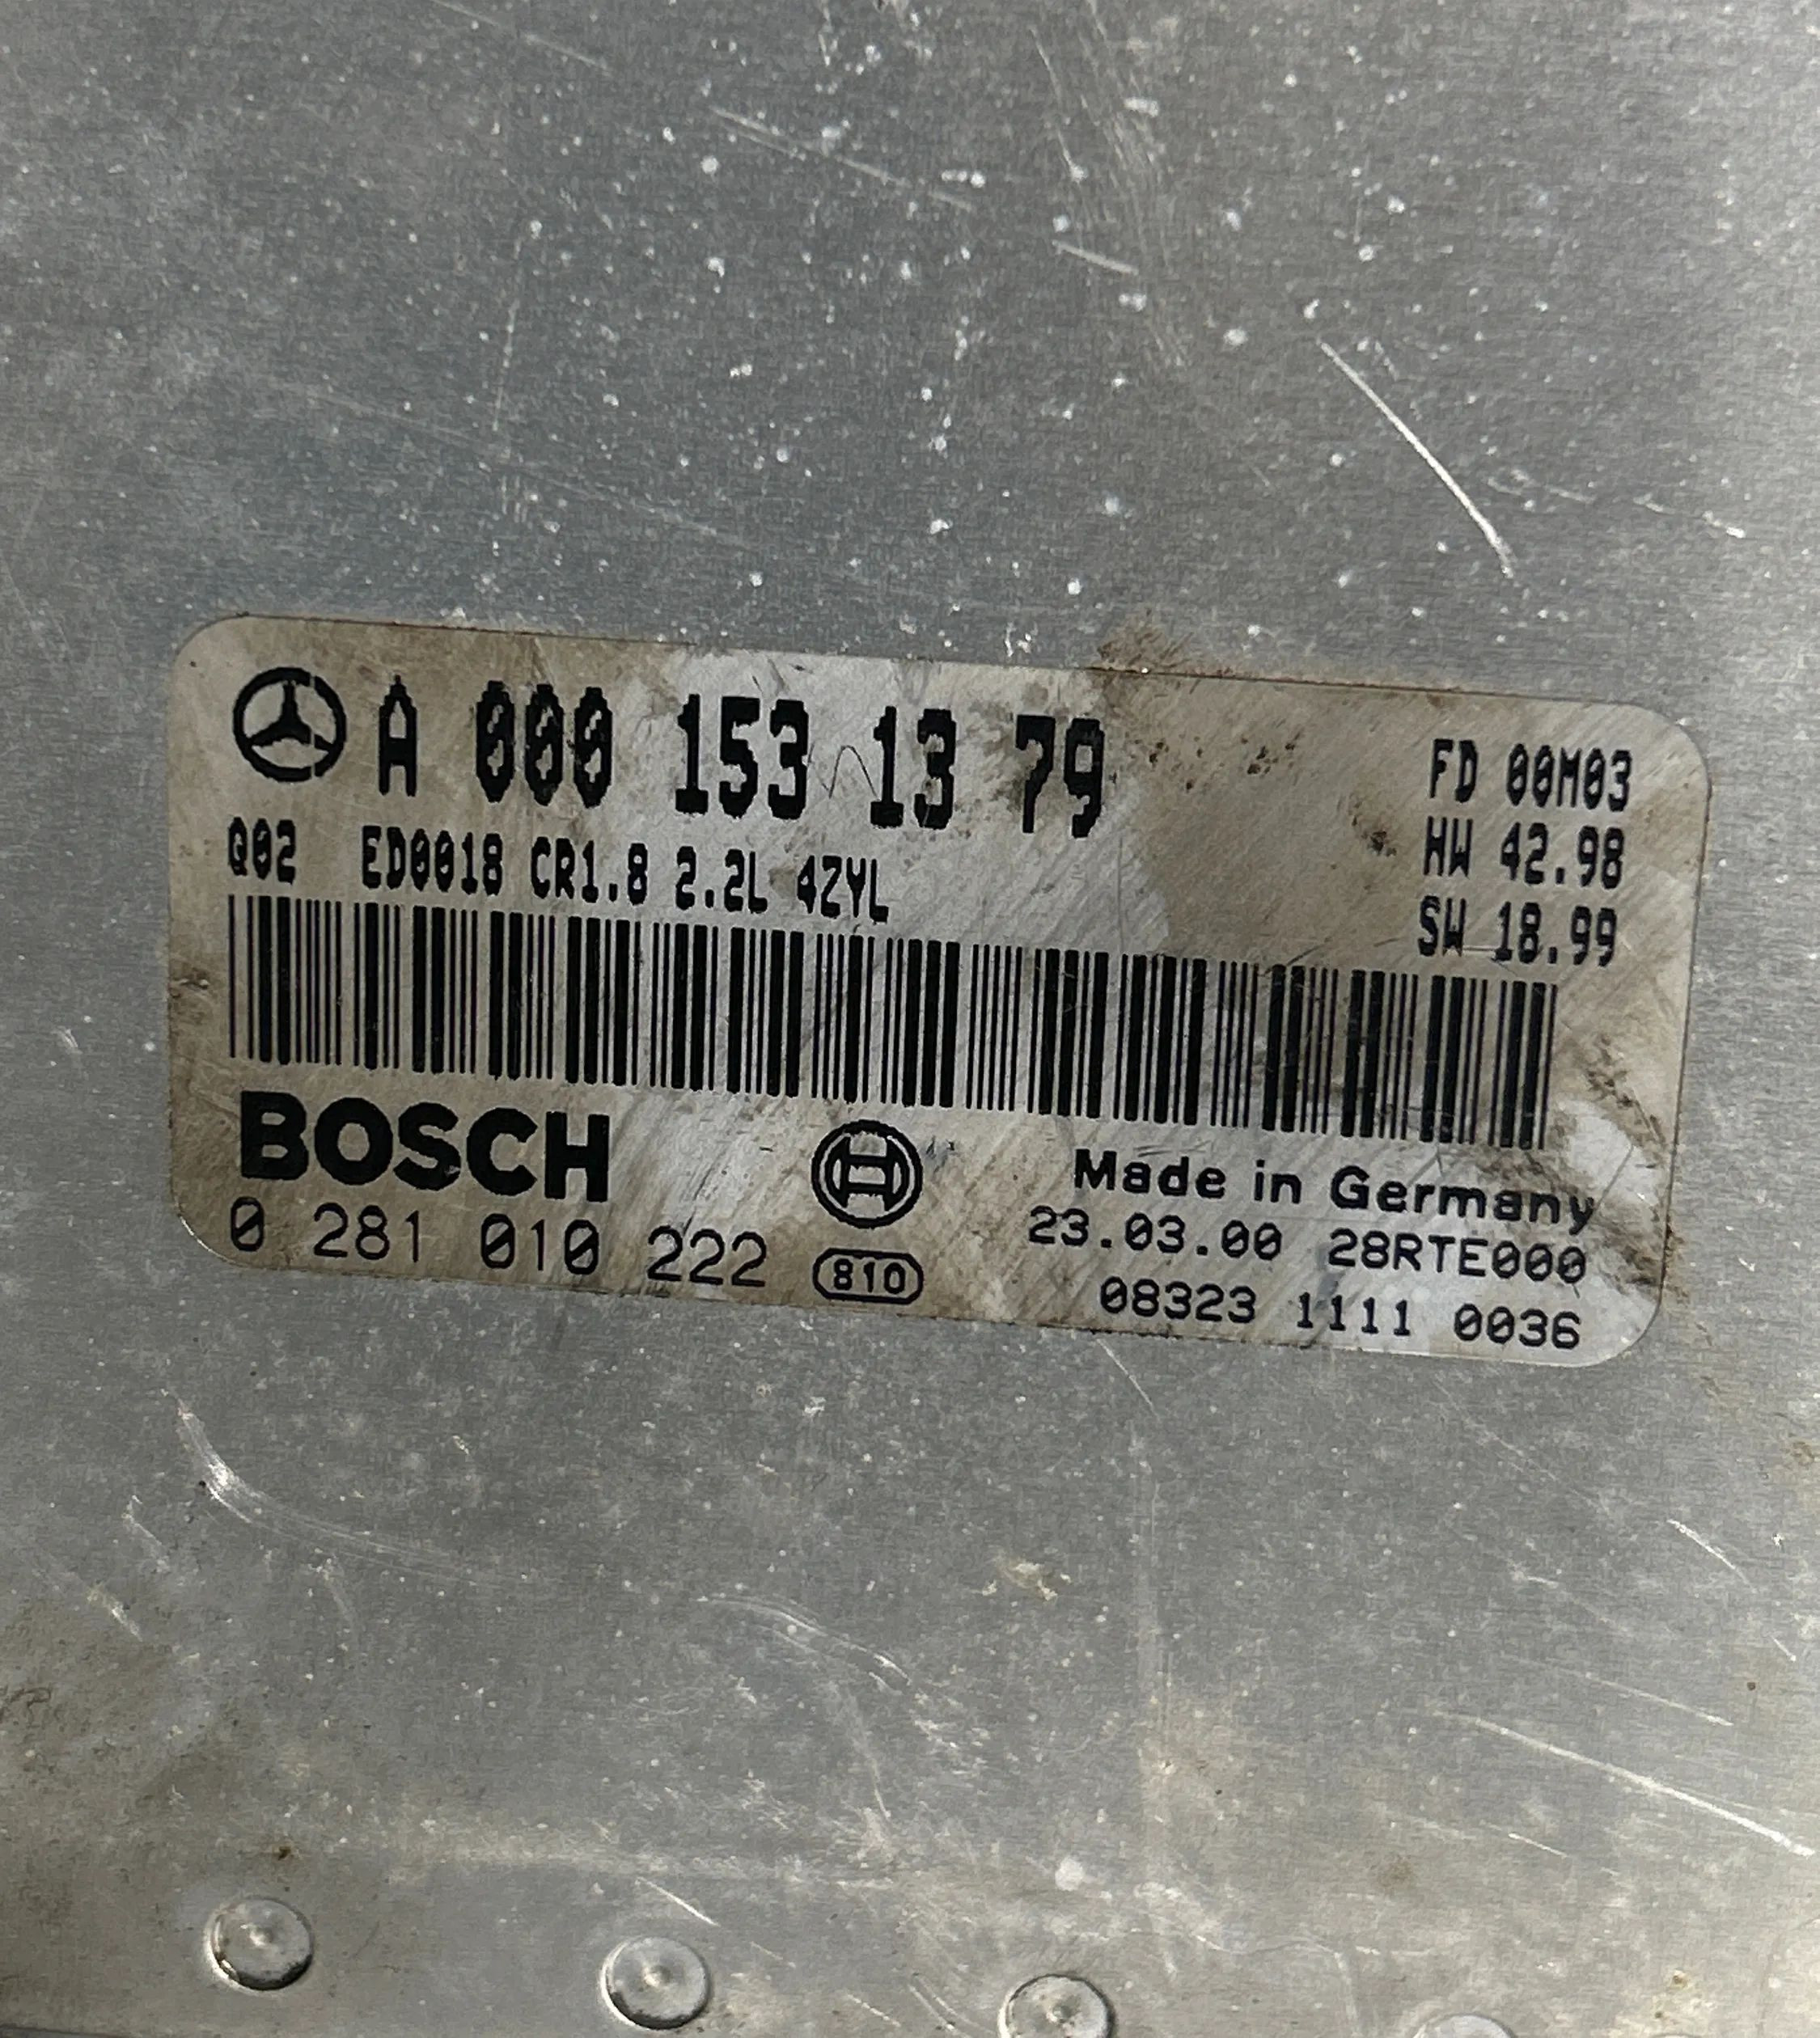 A 000 153 13 79
FD 00M03
Q02 ED0018 CR1.8 2.2L 4ZYL
HW 42.98
SW 18.99
BOSCH
0 281 010 222
810
Made in Germany
23.03.00 28RTE000
08323 1111 0036